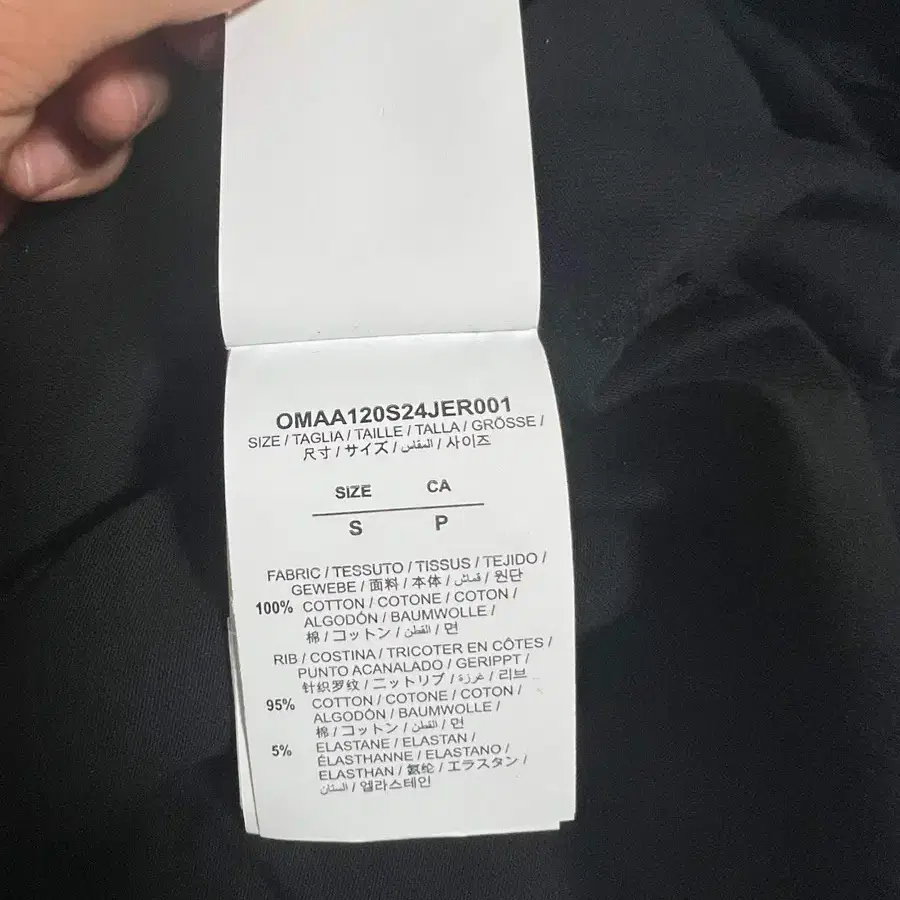 OMAA120S24JER001
SIZE / TAGLIA / TAILLE / TALLA / GRÖSSE /
尺寸 / サイズ / المقاس / 사이즈
SIZE CA
S P
FABRIC / TESSUTO / TISSUS / TEJIDO /
GEWEBE / 面料 / 本体 / قماش / 원단
100% COTTON / COTONE / COTON /
ALGODÓN / BAUMWOLLE /
棉 / コットン / القطن / 면
RIB / COSTINA / TRICOTER EN CÔTES /
PUNTO ACANALADO / GERIPPT /
针织罗纹 / ニットリブ / غرزة / 리브
95% COTTON / COTONE / COTON /
ALGODÓN / BAUMWOLLE /
棉 / コットン / القطن / 면
5% ELASTANE / ELASTAN /
ÉLASTHANNE / ELASTANO /
ELASTHAN / 氨纶 / エラスタン /
الستان / 엘라스테인